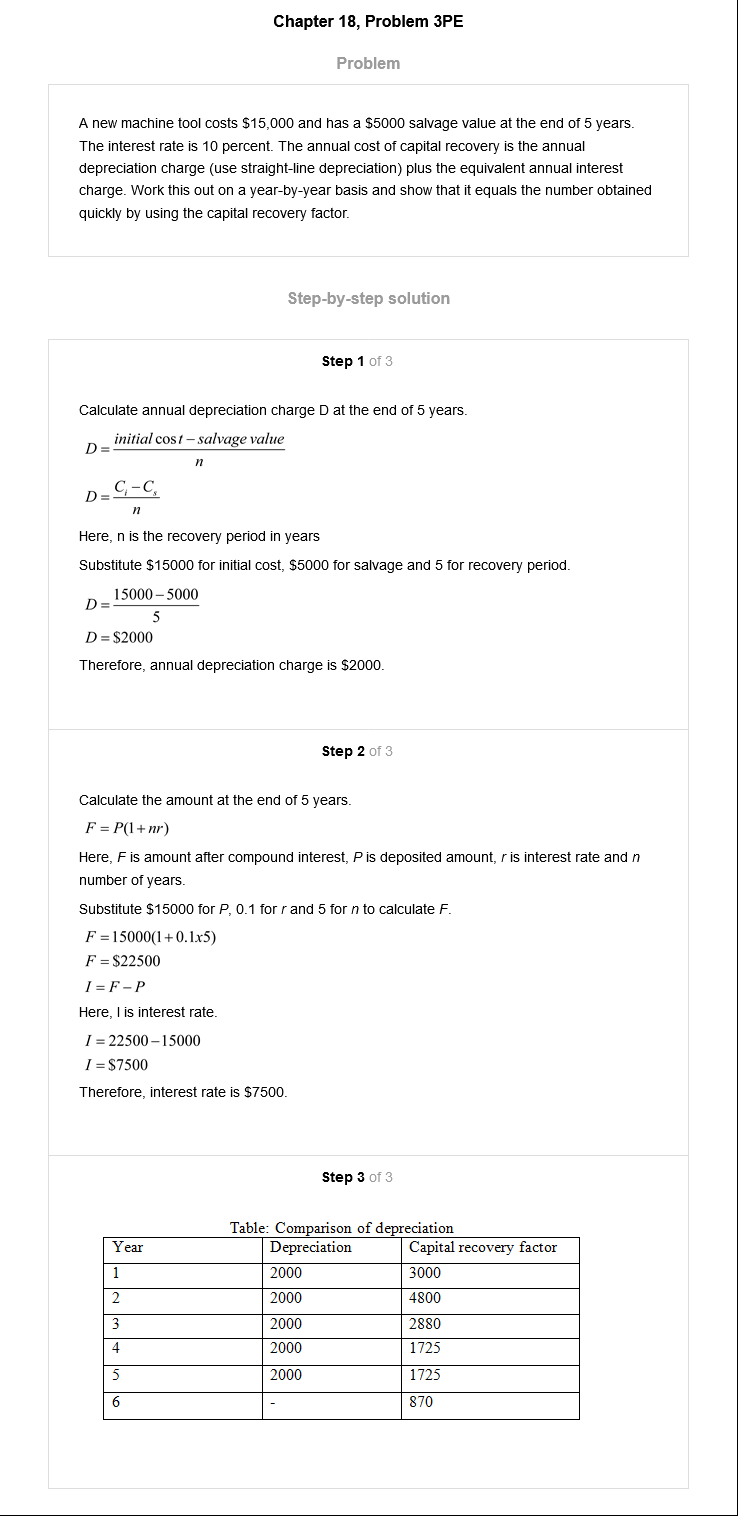 Chapter 18, Problem 3PE
Problem
A new machine tool costs $15,000 and has a $5000 salvage value at the end of 5 years.
The interest rate is 10 percent. The annual cost of capital recovery is the annual
depreciation charge (use straight-line depreciation) plus the equivalent annual interest
charge. Work this out on a year-by-year basis and show that it equals the number obtained
quickly by using the capital recovery factor.
Step-by-step solution
Step 1 of 3
Calculate annual depreciation charge D at the end of 5 years.
D = (initial cost – salvage value) / n
D = (C_i – C_s) / n
Here, n is the recovery period in years
Substitute $15000 for initial cost, $5000 for salvage and 5 for recovery period.
D = (15000 – 5000) / 5
D = $2000
Therefore, annual depreciation charge is $2000.
Step 2 of 3
Calculate the amount at the end of 5 years.
F = P(1+nr)
Here, F is amount after compound interest, P is deposited amount, r is interest rate and n
number of years.
Substitute $15000 for P, 0.1 for r and 5 for n to calculate F.
F = 15000(1+0.1x5)
F = $22500
I = F – P
Here, I is interest rate.
I = 22500 – 15000
I = $7500
Therefore, interest rate is $7500.
Step 3 of 3
Table: Comparison of depreciation
Year Depreciation Capital recovery factor
1 2000 3000
2 2000 4800
3 2000 2880
4 2000 1725
5 2000 1725
6 - 870